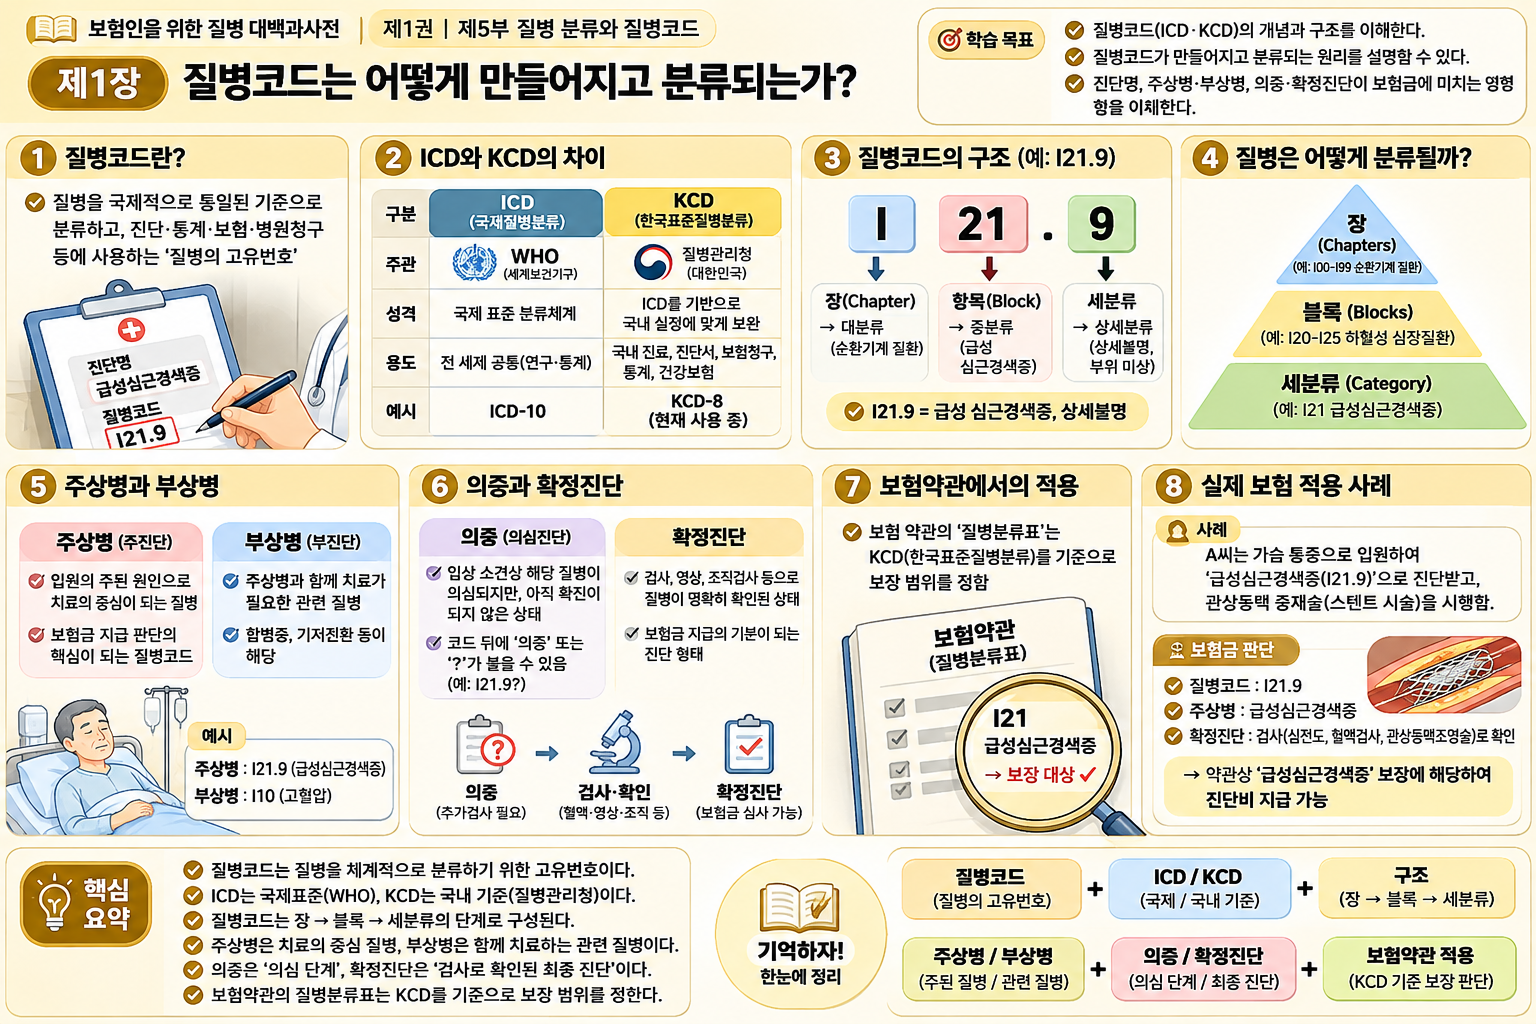 보험인을 위한 질병 대백과사전
제1권 | 제5부 질병 분류와 질병코드
제1장 질병코드는 어떻게 만들어지고 분류되는가?
학습 목표
질병코드(ICD·KCD)의 개념과 구조를 이해한다.
질병코드가 만들어지고 분류되는 원리를 설명할 수 있다.
진단명, 주상병·부상병, 의증·확정진단이 보험금에 미치는 영형
헝을 이체한다.
1 질병코드란?
질병을 국제적으로 통일된 기준으로
분류하고, 진단·통계·보험·병원청구
등에 사용하는 ‘질병의 고유번호’
진단명
급성심근경색증
질병코드
I21.9
2 ICD와 KCD의 차이
구분
ICD
(국제질병분류)
KCD
(한국표준질병분류)
주관
WHO
(세계보건기구)
질병관리청
(대한민국)
성격
국제 표준 분류체계
ICD를 기반으로
국내 실정에 맞게 보완
용도
전 세제 공통(연구·통계)
국내 진료, 진단서, 보험청구,
통계, 건강보험
예시
ICD-10
KCD-8
(현재 사용 중)
3 질병코드의 구조 (예: I21.9)
I 21 . 9
장(Chapter)
→ 대분류
(순환기계 질환)
항목(Block)
→ 중분류
(급성
심근경색증)
세분류
→ 상세분류
(상세볼명,
부위 미상)
I21.9 = 급성 심근경색증, 상세불명
4 질병은 어떻게 분류될까?
장
(Chapters)
(예: I00-I99 순환기계 질환)
블록 (Blocks)
(예: I20-I25 허혈성 심장질환)
세분류 (Category)
(예: I21 급성심근경색증)
5 주상병과 부상병
주상병 (주진단)
입원의 주된 원인으로
치료의 중심이 되는 질병
보험금 지급 판단의
핵심이 되는 질병코드
부상병 (부진단)
주상병과 함께 치료가
필요한 관련 질병
합병중, 기저진환 동이
해당
예시
주상병 : I21.9 (급성심근경색증)
부상병 : I10 (고혈압)
6 의중과 확정진단
의중 (의심진단)
임상 소견상 해당 질병이
의심되지만, 아직 확진이
되지 않은 상태
코드 뒤에 ‘의중’ 또는
‘?’가 붙을 수 있음
(예: I21.9?)
확정진단
검사, 영상, 조직검사 등으로
질병이 명확히 확인된 상태
보험금 지급의 기분이 되는
진단 형태
의중
(추가검사 필요)
검사·확인
(혈액·영상·조직 등)
확정진단
(보험금 심사 가능)
7 보험약관에서의 적용
보험 약관의 ‘질병분류표’는
KCD(한국표준질병분류)를 기준으로
보장 범위를 정함
보험약관
(질병분류표)
I21
급성심근경색증
→ 보장 대상 ✓
8 실제 보험 적용 사례
사례
A씨는 가슴 통중으로 입원하여
‘급성심근경색증(I21.9)’으로 진단받고,
관상동맥 중재술(스텐트 시술)을 시행함.
보험금 판단
질병코드 : I21.9
주상병 : 급성심근경색증
확정진단 : 검사(심전도, 혈액검사, 관상동맥조영술)로 확인
→ 약관상 ‘급성심근경색증’ 보장에 해당하여
진단비 지급 가능
핵심
요약
질병코드는 질병을 체계적으로 분류하기 위한 고유번호이다.
ICD는 국제표준(WHO), KCD는 국내 기준(질병관리청)이다.
질병코드는 장 → 블록 → 세분류의 단계로 구성된다.
주상병은 치료의 중심 질병, 부상병은 함께 치료하는 관련 질병이다.
의중은 ‘의심 단계’, 확정진단은 ‘검사로 확인된 최종 진단’이다.
보험약관의 질병분류표는 KCD를 기준으로 보장 범위를 정한다.
기억하자!
한눈에 정리
질병코드
(질병의 고유번호)
+
ICD / KCD
(국제 / 국내 기준)
+
구조
(장 → 블록 → 세분류)
주상병 / 부상병
(주된 질병 / 관련 질병)
+
의중 / 확정진단
(의심 단계 / 최종 진단)
+
보험약관 적용
(KCD 기준 보장 판단)